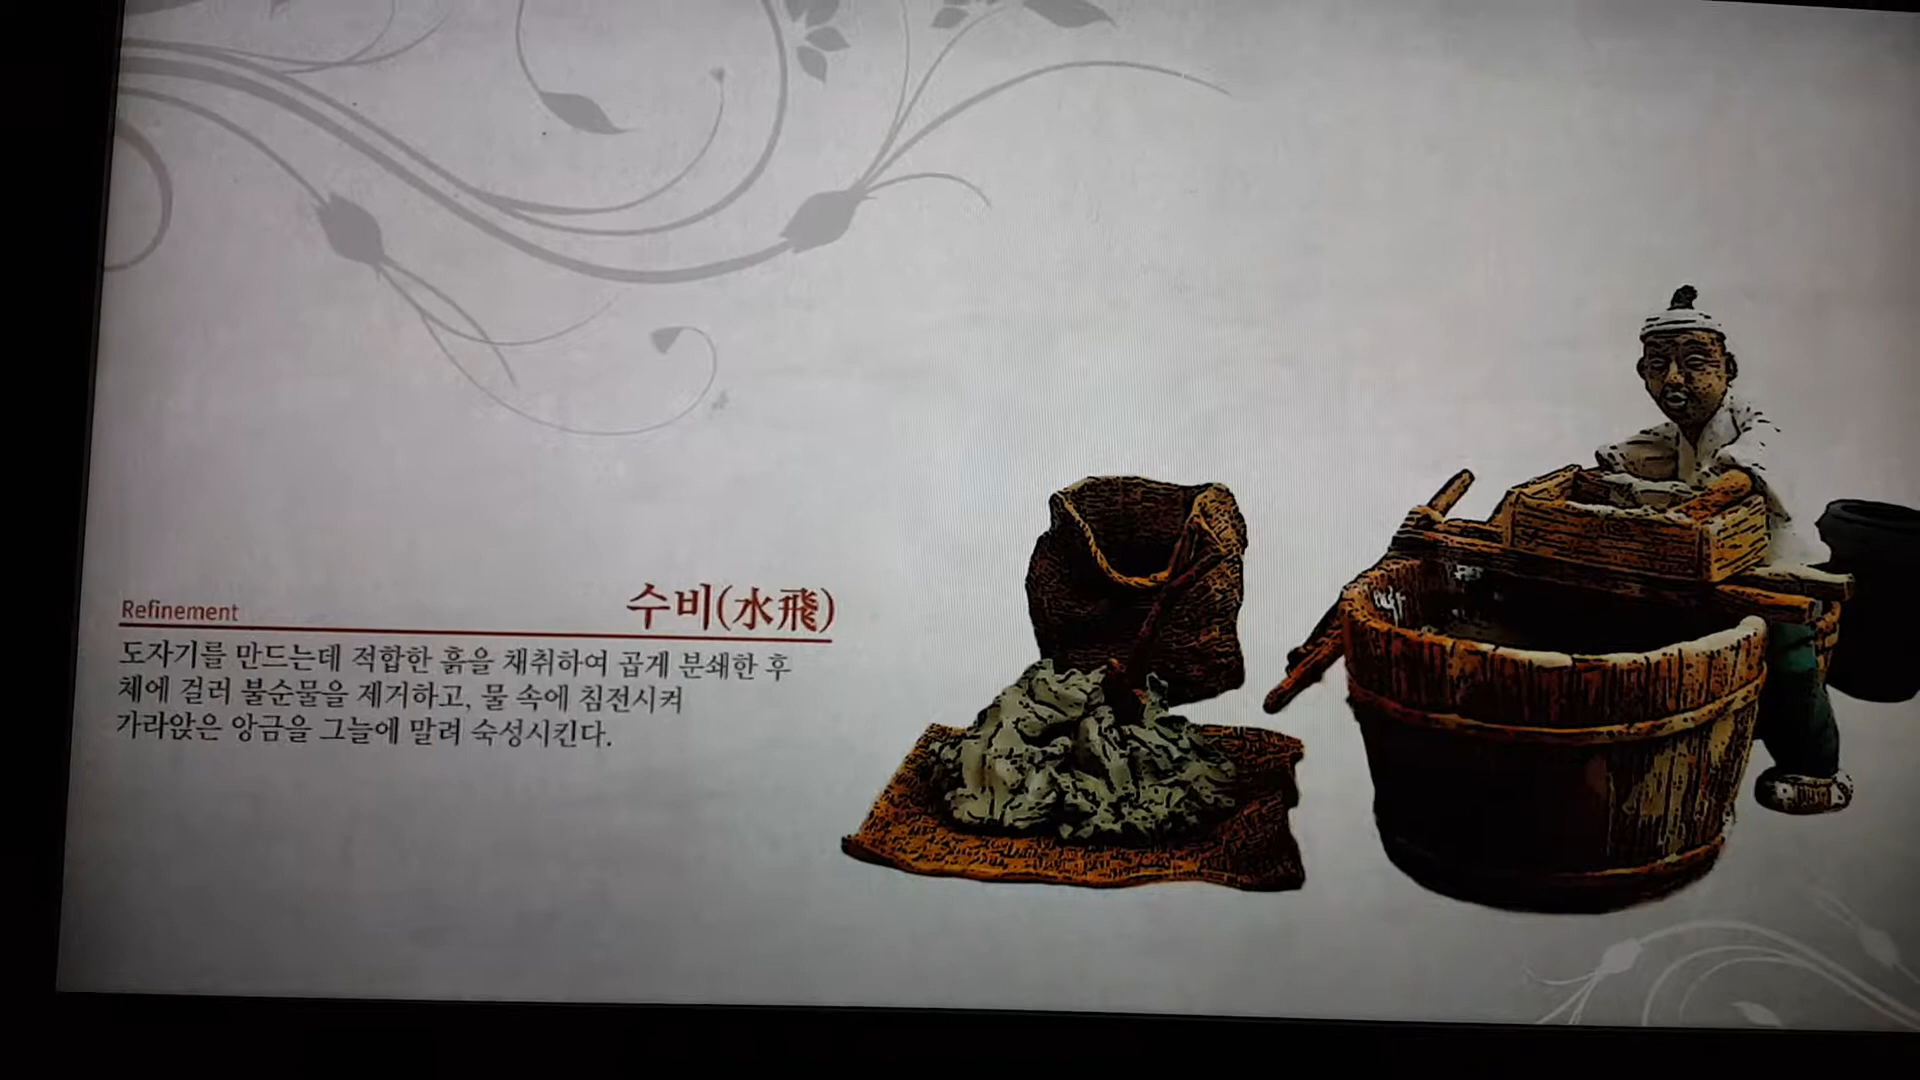 Refinement
수비(水飛)
도자기를 만드는데 적합한 흙을 채취하여 곱게 분쇄한 후
체에 걸러 불순물을 제거하고, 물 속에 침전시켜
가라앉은 앙금을 그늘에 말려 숙성시킨다.